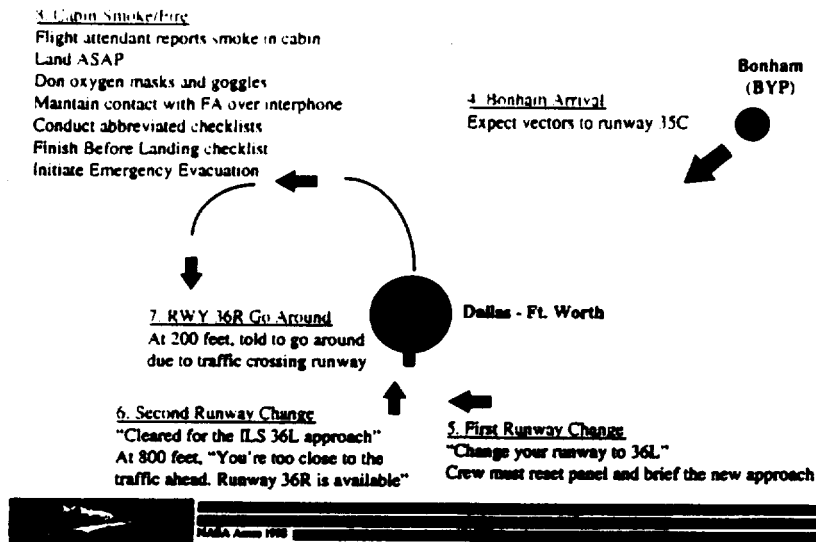 8. Cabin Smoke/Fire
Flight attendant reports smoke in cabin
Land ASAP
Don oxygen masks and goggles
Maintain contact with FA over interphone
Conduct abbreviated checklists
Finish Before Landing checklist
Initiate Emergency Evacuation
Bonham
(BYP)
4. Bonham Arrival
Expect vectors to runway 35C
Dallas - Ft. Worth
7. RWY 36R Go Around
At 200 feet, told to go around
due to traffic crossing runway
6. Second Runway Change
"Cleared for the ILS 36L approach"
At 800 feet, "You're too close to the
traffic ahead. Runway 36R is available"
5. First Runway Change
"Change your runway to 36L"
Crew must reset panel and brief the new approach
NASA Ames